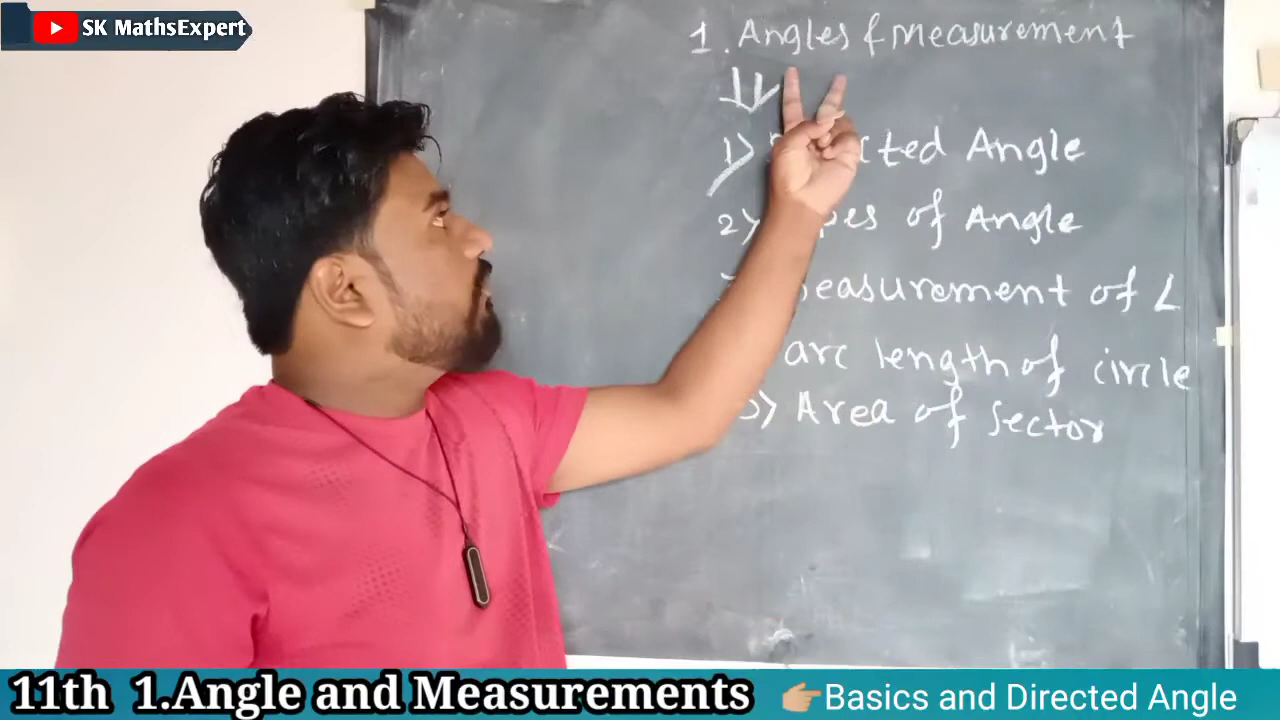 SK MathsExpert
1. Angles & Measurement
1) cted Angle
2) pes of Angle
easurement of ∠
arc length of circle
) Area of Sector
11th 1.Angle and Measurements
👉Basics and Directed Angle